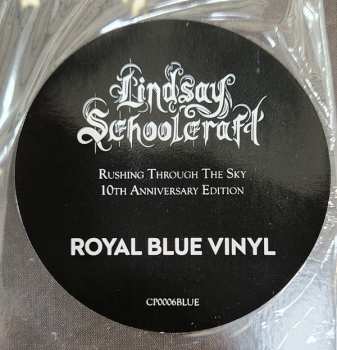 Lindsay
Schoolcraft
Rushing Through The Sky
10th Anniversary Edition
ROYAL BLUE VINYL
CP0006BLUE